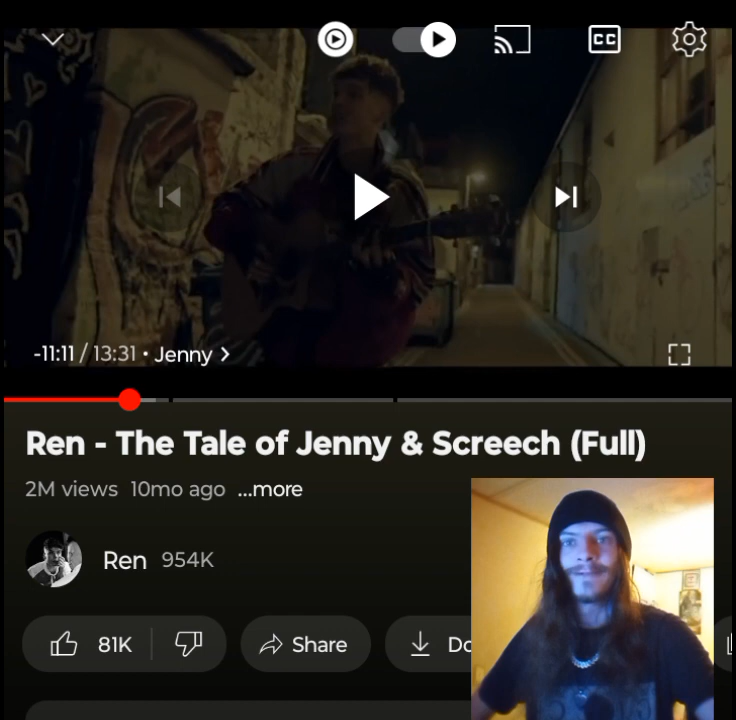 CC
-11:11 / 13:31 • Jenny >
Ren - The Tale of Jenny & Screech (Full)
2M views 10mo ago ...more
Ren 954K
81K Share Do